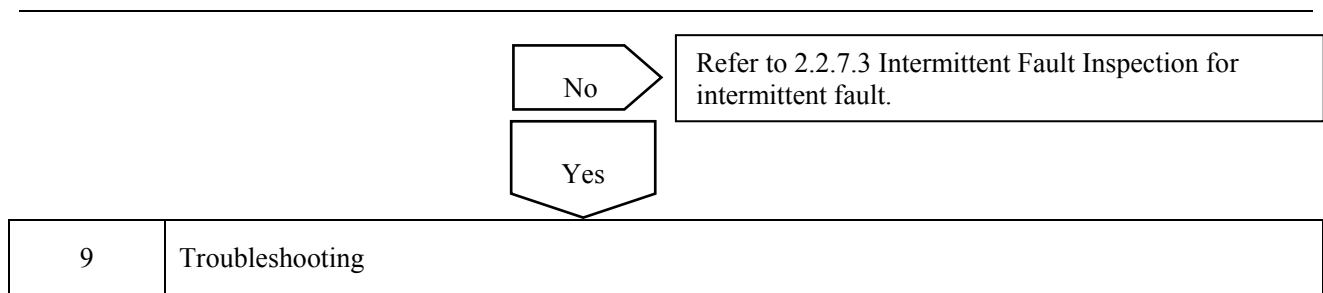 No
Refer to 2.2.7.3 Intermittent Fault Inspection for
intermittent fault.
Yes
9
Troubleshooting